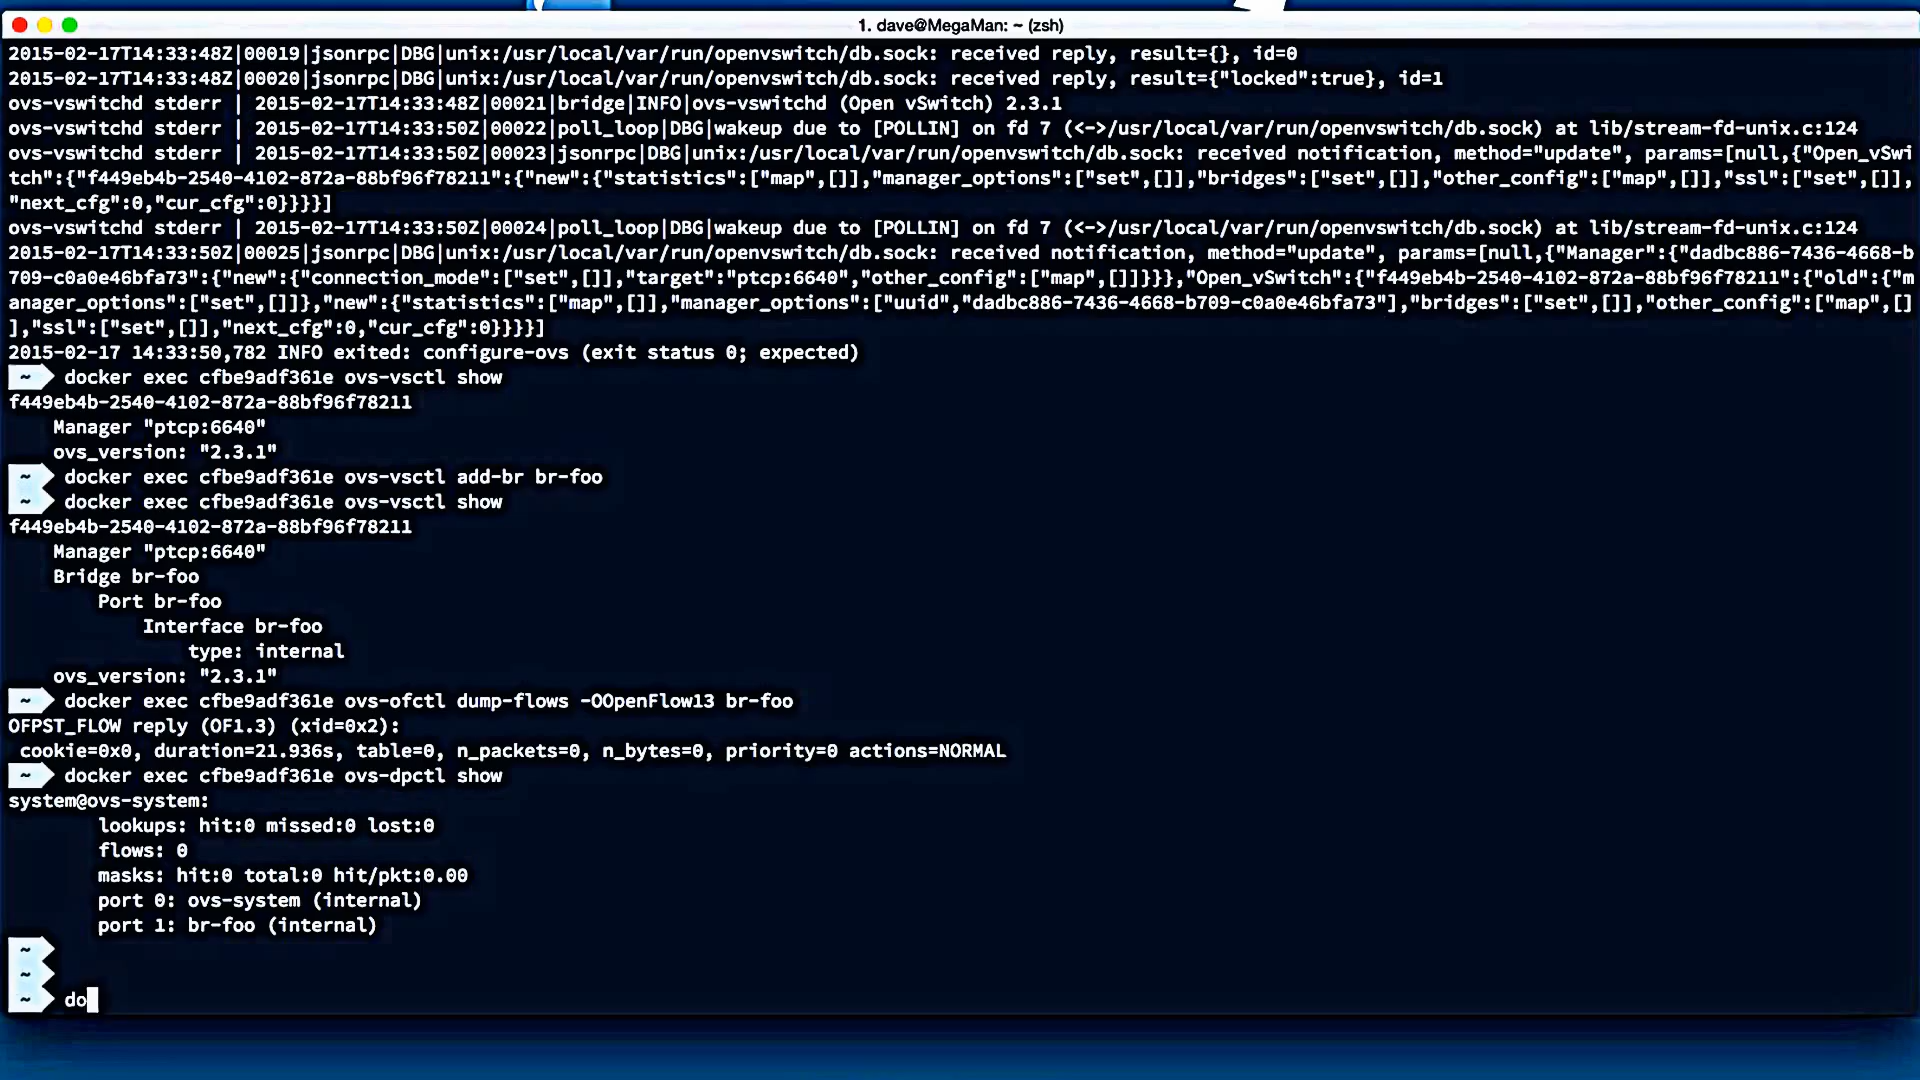 1. dave@MegaMan: ~ (zsh)
2015-02-17T14:33:48Z|00019|jsonrpc|DBG|unix:/usr/local/var/run/openvswitch/db.sock: received reply, result={}, id=0
2015-02-17T14:33:48Z|00020|jsonrpc|DBG|unix:/usr/local/var/run/openvswitch/db.sock: received reply, result={"locked":true}, id=1
ovs-vswitchd stderr | 2015-02-17T14:33:48Z|00021|bridge|INFO|ovs-vswitchd (Open vSwitch) 2.3.1
ovs-vswitchd stderr | 2015-02-17T14:33:50Z|00022|poll_loop|DBG|wakeup due to [POLLIN] on fd 7 (<->/usr/local/var/run/openvswitch/db.sock) at lib/stream-fd-unix.c:124
ovs-vswitchd stderr | 2015-02-17T14:33:50Z|00023|jsonrpc|DBG|unix:/usr/local/var/run/openvswitch/db.sock: received notification, method="update", params=[null,{"Open_vSwi
tch":{"f449eb4b-2540-4102-872a-88bf96f78211":{"new":{"statistics":["map",[]],"manager_options":["set",[]],"bridges":["set",[]],"other_config":["map",[]],"ssl":["set",[]],
"next_cfg":0,"cur_cfg":0}}}}]
ovs-vswitchd stderr | 2015-02-17T14:33:50Z|00024|poll_loop|DBG|wakeup due to [POLLIN] on fd 7 (<->/usr/local/var/run/openvswitch/db.sock) at lib/stream-fd-unix.c:124
2015-02-17T14:33:50Z|00025|jsonrpc|DBG|unix:/usr/local/var/run/openvswitch/db.sock: received notification, method="update", params=[null,{"Manager":{"dadbc886-7436-4668-b
709-c0a0e46bfa73":{"new":{"connection_mode":["set",[]],"target":"ptcp:6640","other_config":["map",[]]}}},"Open_vSwitch":{"f449eb4b-2540-4102-872a-88bf96f78211":{"old":{"m
anager_options":["set",[]]},"new":{"statistics":["map",[]],"manager_options":["uuid","dadbc886-7436-4668-b709-c0a0e46bfa73"],"bridges":["set",[]],"other_config":["map",[]
],"ssl":["set",[]],"next_cfg":0,"cur_cfg":0}}}}]
2015-02-17 14:33:50,782 INFO exited: configure-ovs (exit status 0; expected)
~ docker exec cfbe9adf361e ovs-vsctl show
f449eb4b-2540-4102-872a-88bf96f78211
Manager "ptcp:6640"
ovs_version: "2.3.1"
~ docker exec cfbe9adf361e ovs-vsctl add-br br-foo
~ docker exec cfbe9adf361e ovs-vsctl show
f449eb4b-2540-4102-872a-88bf96f78211
Manager "ptcp:6640"
Bridge br-foo
Port br-foo
Interface br-foo
type: internal
ovs_version: "2.3.1"
~ docker exec cfbe9adf361e ovs-ofctl dump-flows -OOpenFlow13 br-foo
OFPST_FLOW reply (OF1.3) (xid=0x2):
cookie=0x0, duration=21.936s, table=0, n_packets=0, n_bytes=0, priority=0 actions=NORMAL
~ docker exec cfbe9adf361e ovs-dpctl show
system@ovs-system:
lookups: hit:0 missed:0 lost:0
flows: 0
masks: hit:0 total:0 hit/pkt:0.00
port 0: ovs-system (internal)
port 1: br-foo (internal)
~
~
~ do